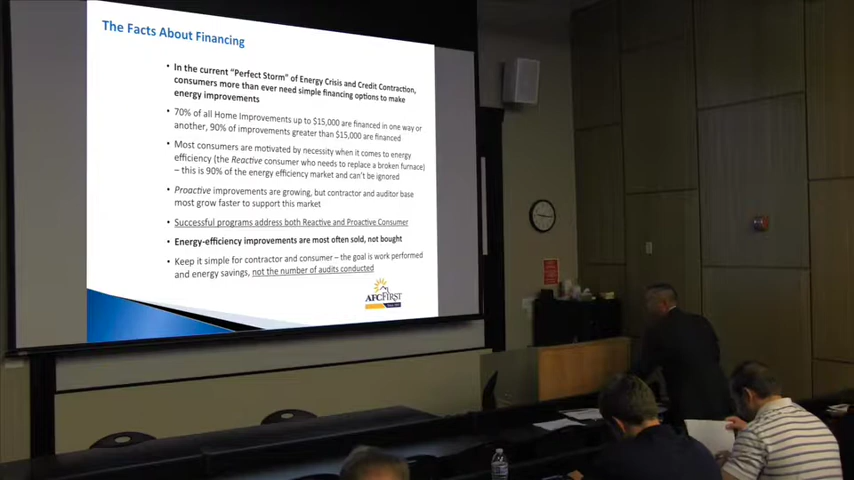 The Facts About Financing
• In the current "Perfect Storm" of Energy Crisis and Credit Contraction,
consumers more than ever need simple financing options to make
energy improvements
• 70% of all Home Improvements up to $15,000 are financed in one way or
another, 90% of improvements greater than $15,000 are financed
• Most consumers are motivated by necessity when it comes to energy
efficiency (the Reactive consumer who needs to replace a broken furnace)
– this is 90% of the energy efficiency market and can't be ignored
• Proactive improvements are growing, but contractor and auditor base
most grow faster to support this market
• Successful programs address both Reactive and Proactive Consumer
• Energy-efficiency improvements are most often sold, not bought
• Keep it simple for contractor and consumer – the goal is work performed
and energy savings, not the number of audits conducted
AFC FIRST